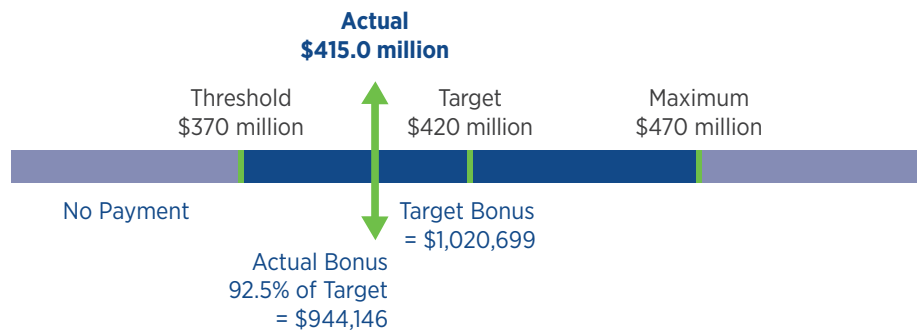 Actual
$415.0 million
Threshold
$370 million
Target
$420 million
Maximum
$470 million
No Payment
Target Bonus
= $1,020,699
Actual Bonus
92.5% of Target
= $944,146